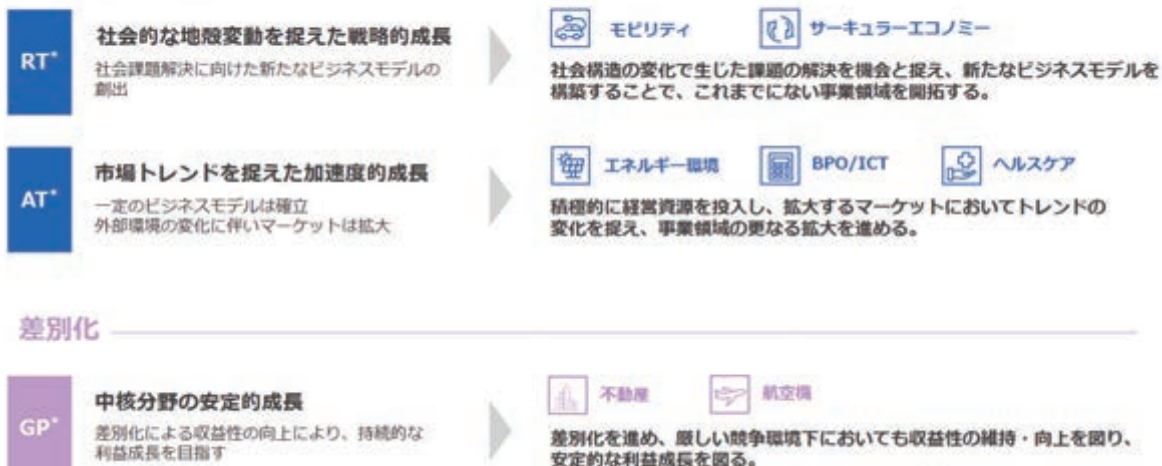 RT*
社会的な地殻変動を捉えた戦略的成長
社会課題解決に向けた新たなビジネスモデルの
創出
モビリティ
サーキュラーエコノミー
社会構造の変化で生じた課題の解決を機会と捉え、新たなビジネスモデルを
構築することで、これまでにない事業領域を開拓する。
AT*
市場トレンドを捉えた加速度的成長
一定のビジネスモデルは確立
外部環境の変化に伴いマーケットは拡大
エネルギー環境
BPO/ICT
ヘルスケア
積極的に経営資源を投入し、拡大するマーケットにおいてトレンドの
変化を捉え、事業領域の更なる拡大を進める。
差別化
GP*
中核分野の安定的成長
差別化による収益性の向上により、持続的な
利益成長を目指す
不動産
航空機
差別化を進め、厳しい競争環境下においても収益性の維持・向上を図り、
安定的な利益成長を図る。